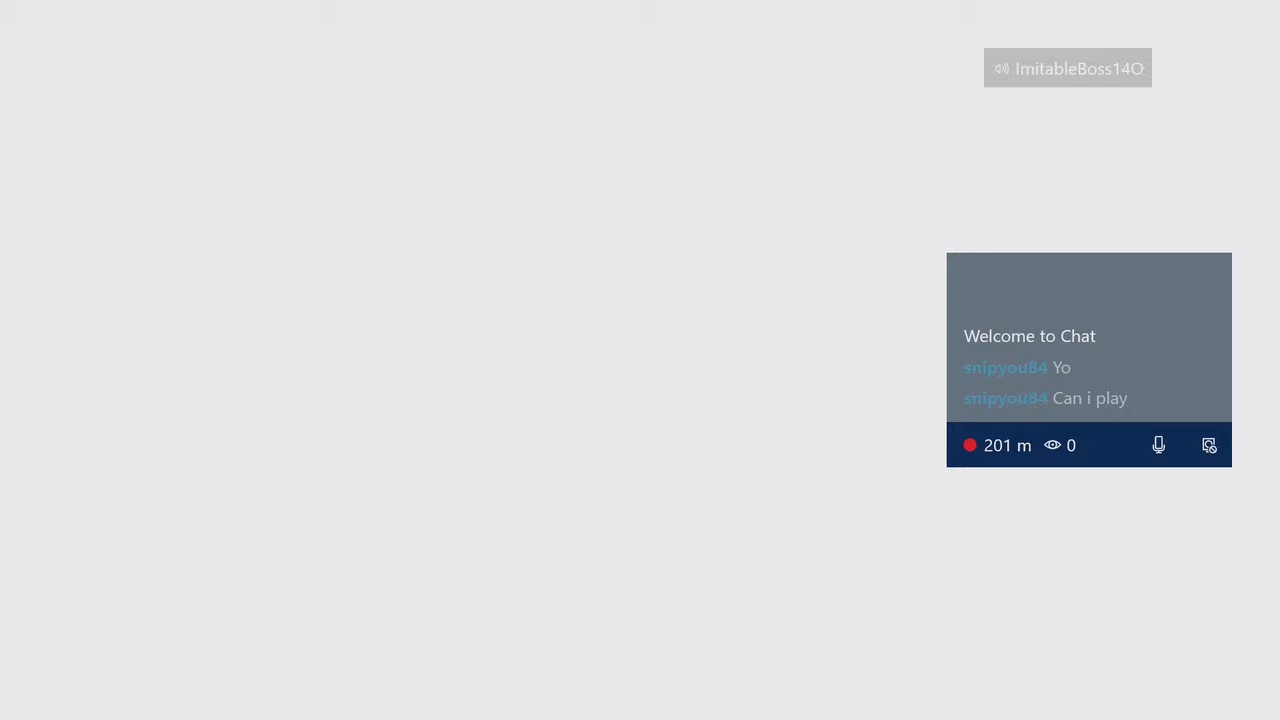 ImitableBoss14O
Welcome to Chat
snipyou84 Yo
snipyou84 Can i play
201 m 0